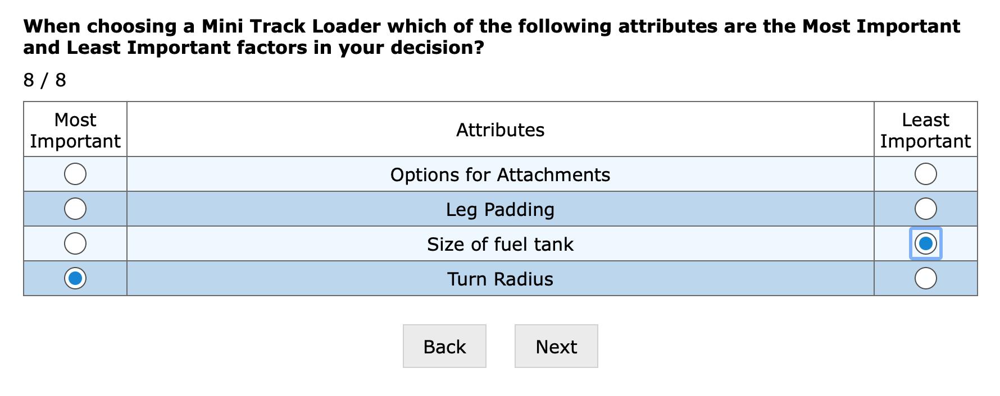 When choosing a Mini Track Loader which of the following attributes are the Most Important
and Least Important factors in your decision?
8 / 8
Most
Important
Attributes
Least
Important
Options for Attachments
Leg Padding
Size of fuel tank
Turn Radius
Back
Next